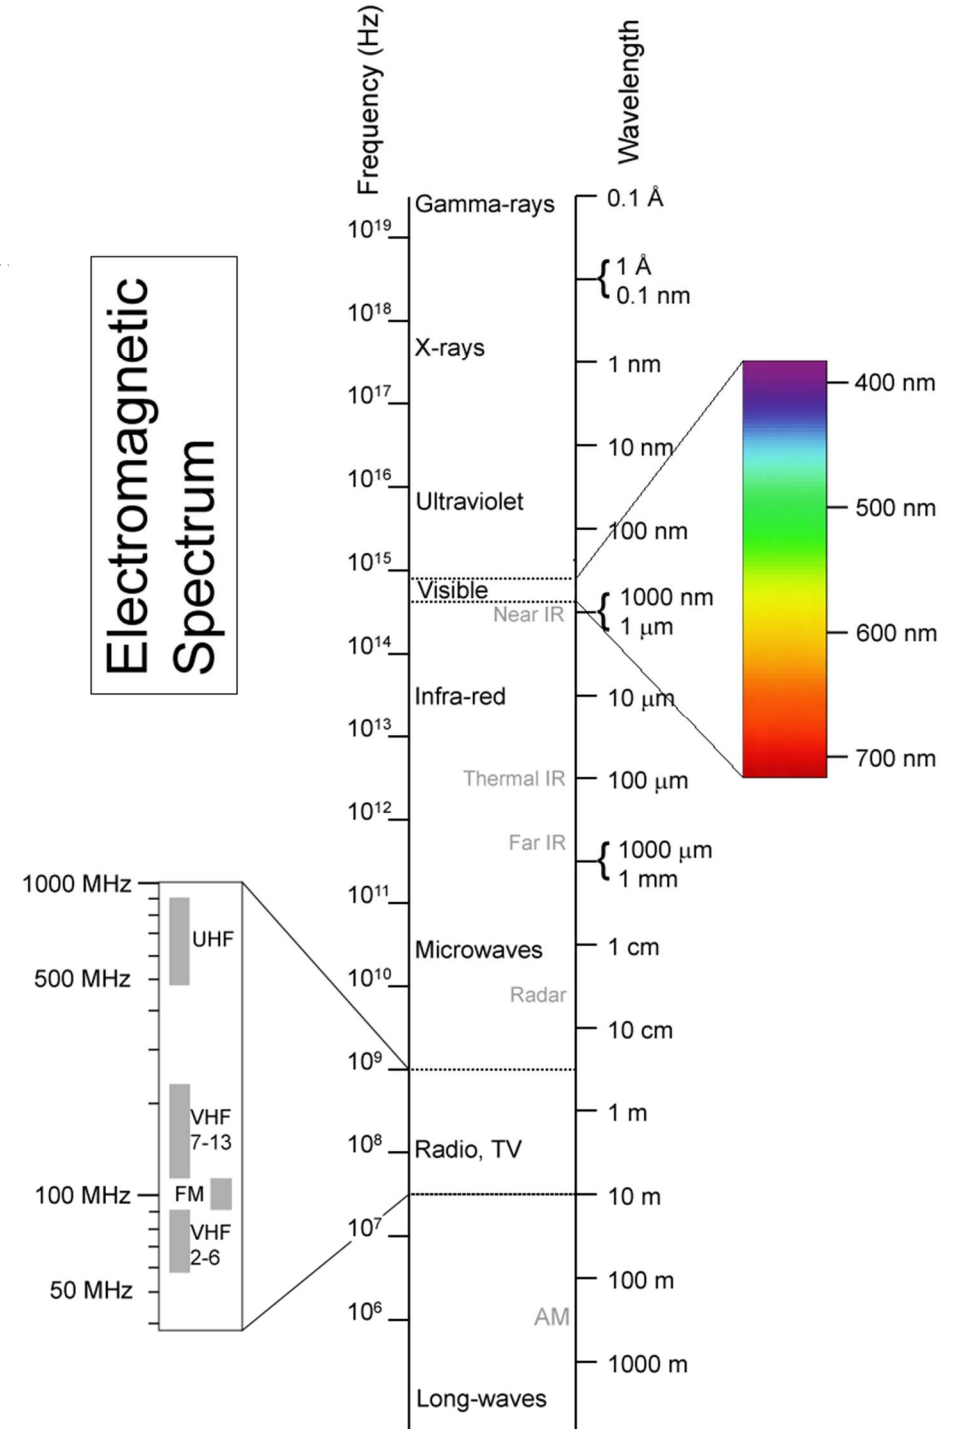 Frequency (Hz)
Wavelength
Electromagnetic
Spectrum
Gamma-rays
X-rays
Ultraviolet
Visible
Near IR
Infra-red
Thermal IR
Far IR
Microwaves
Radar
Radio, TV
AM
Long-waves
10¹⁹
10¹⁸
10¹⁷
10¹⁶
10¹⁵
10¹⁴
10¹³
10¹²
10¹¹
10¹⁰
10⁹
10⁸
10⁷
10⁶
0.1 Å
1 Å
0.1 nm
1 nm
10 nm
100 nm
1000 nm
1 μm
10 μm
100 μm
1000 μm
1 mm
1 cm
10 cm
1 m
10 m
100 m
1000 m
400 nm
500 nm
600 nm
700 nm
1000 MHz
UHF
500 MHz
VHF
7-13
100 MHz
FM
VHF
2-6
50 MHz